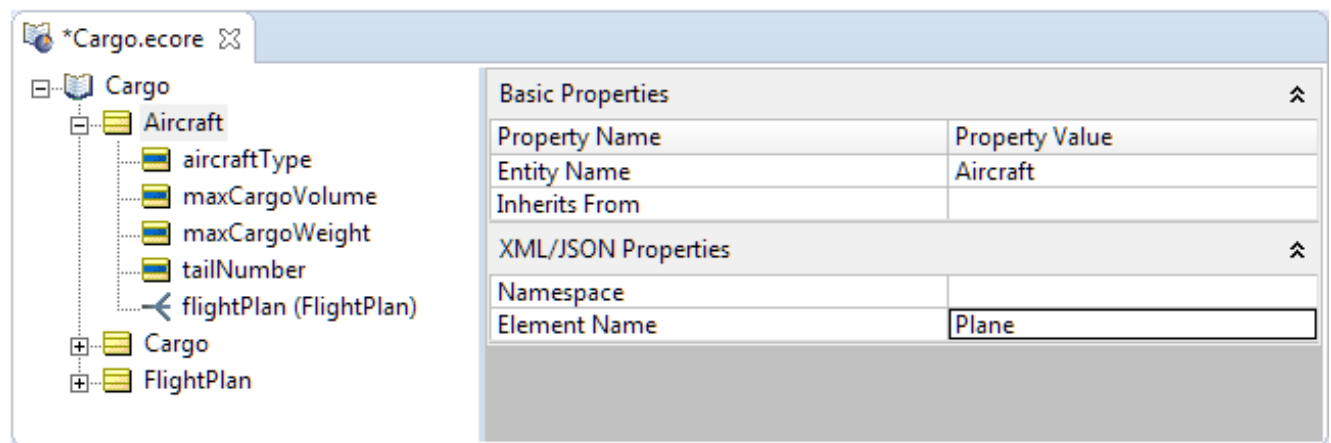 *Cargo.ecore
Cargo
Aircraft
aircraftType
maxCargoVolume
maxCargoWeight
tailNumber
flightPlan (FlightPlan)
Cargo
FlightPlan
Basic Properties
Property Name Property Value
Entity Name Aircraft
Inherits From
XML/JSON Properties
Namespace
Element Name Plane